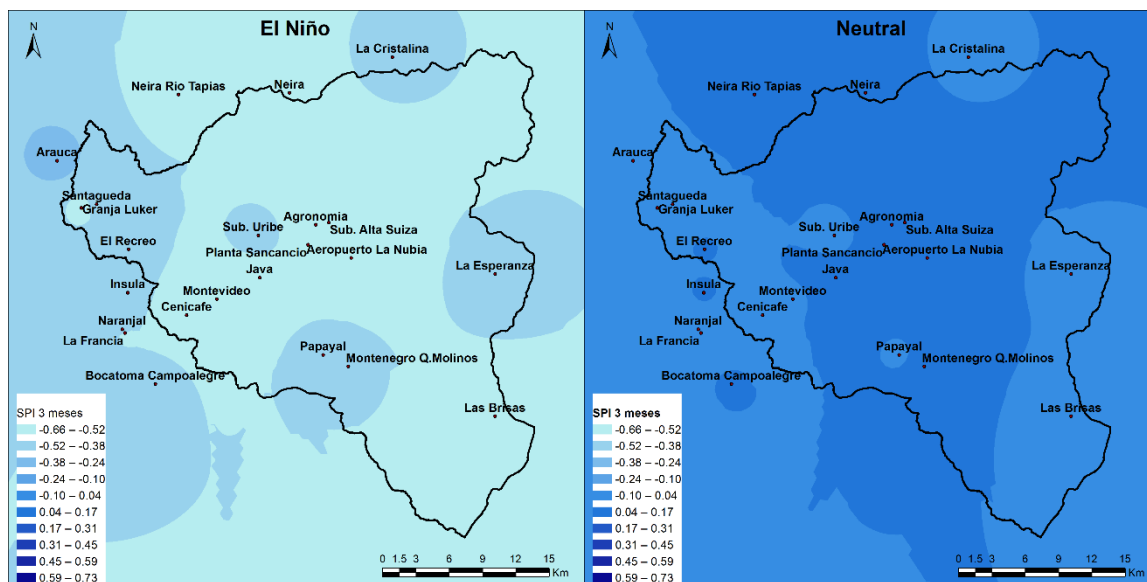 El Niño
N
La Cristalina
Neira Rio Tapias
Neira
Arauca
Santagueda
Granja Luker
Agronomia
Sub. Uribe
Sub. Alta Suiza
El Recreo
Planta Sancancio
Aeropuerto La Nubia
La Esperanza
Java
Insula
Montevideo
Cenicafe
Naranjal
La Francia
Papayal
Montenegro Q.Molinos
Bocatoma Campoalegre
Las Brisas
SPI 3 meses
-0.66 – -0.52
-0.52 – -0.38
-0.38 – -0.24
-0.24 – -0.10
-0.10 – 0.04
0.04 – 0.17
0.17 – 0.31
0.31 – 0.45
0.45 – 0.59
0.59 – 0.73
0 1.5 3 6 9 12 15
Km
Neutral
N
La Cristalina
Neira Rio Tapias
Neira
Arauca
Santagueda
Granja Luker
Agronomia
Sub. Uribe
Sub. Alta Suiza
El Recreo
Planta Sancancio
Aeropuerto La Nubia
La Esperanza
Java
Insula
Montevideo
Cenicafe
Naranjal
La Francia
Papayal
Montenegro Q.Molinos
Bocatoma Campoalegre
Las Brisas
SPI 3 meses
-0.66 – -0.52
-0.52 – -0.38
-0.38 – -0.24
-0.24 – -0.10
-0.10 – 0.04
0.04 – 0.17
0.17 – 0.31
0.31 – 0.45
0.45 – 0.59
0.59 – 0.73
0 1.5 3 6 9 12 15
Km